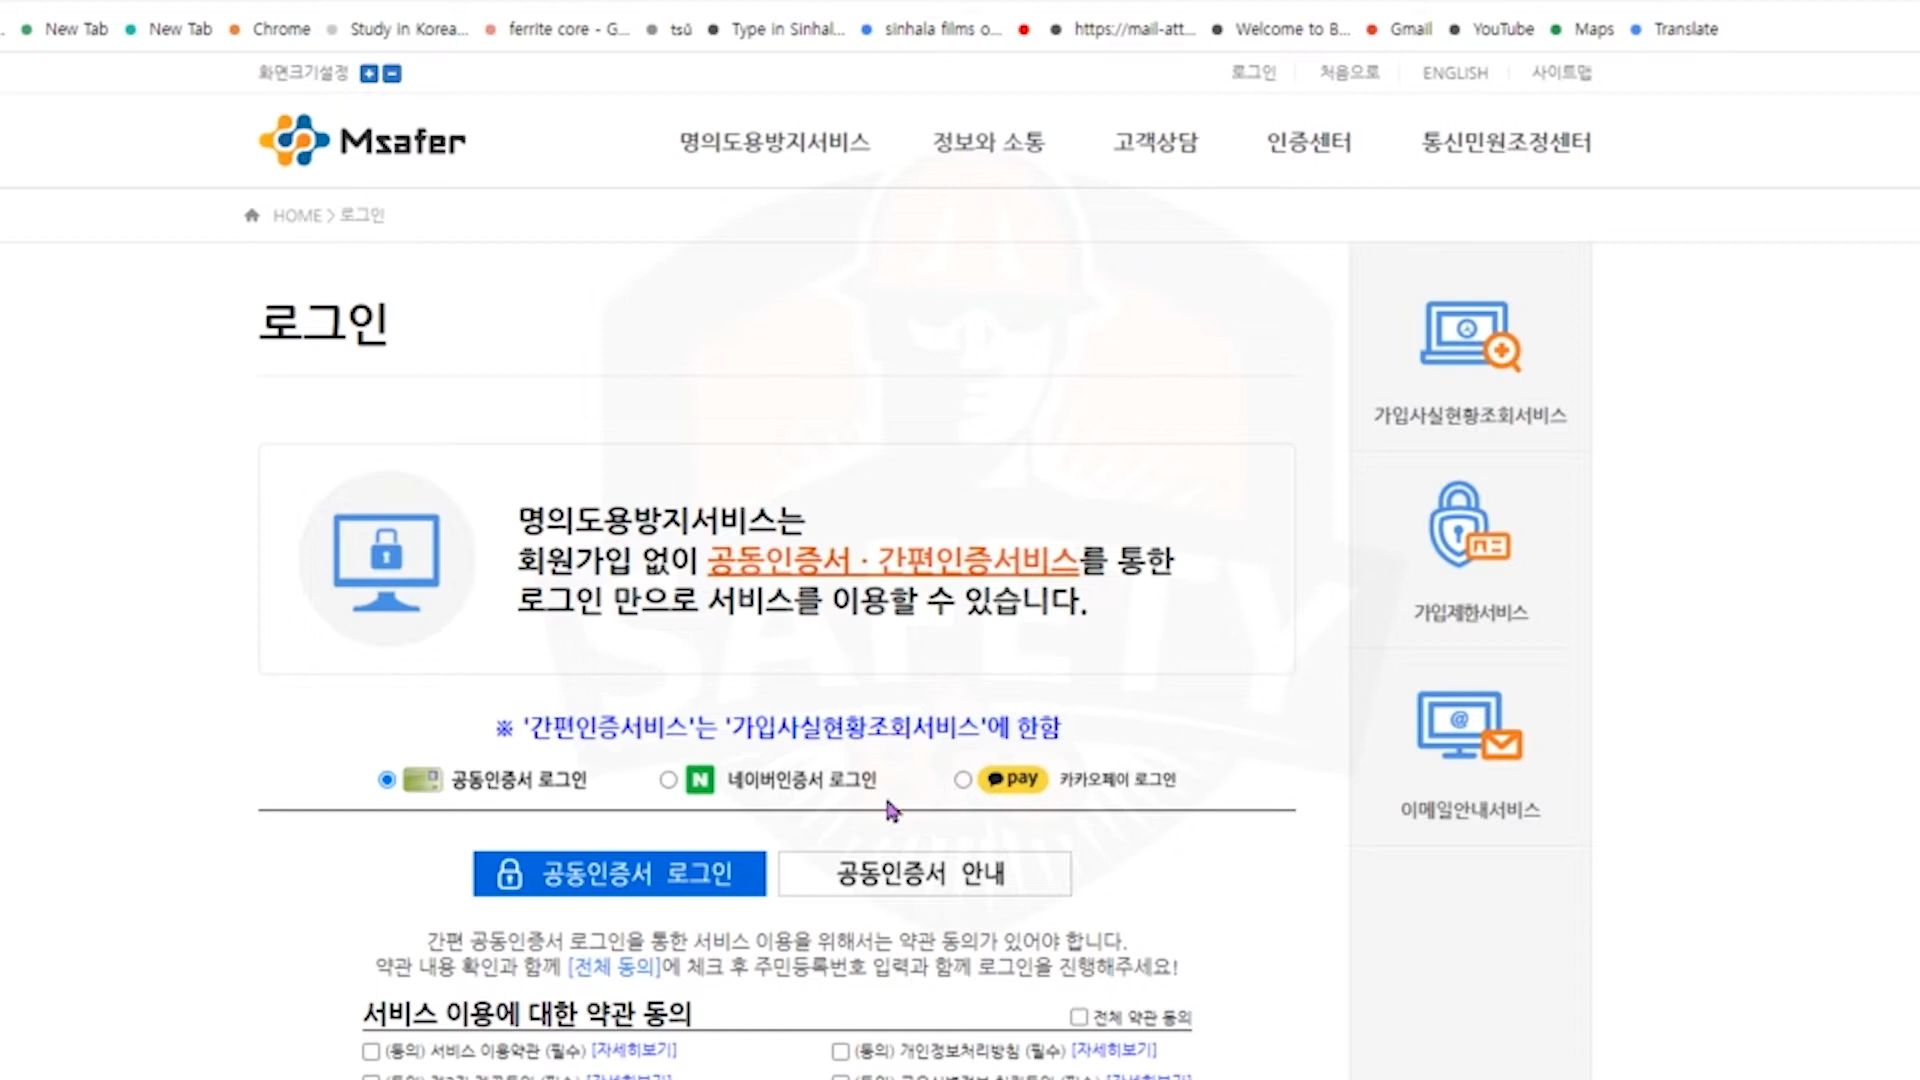 New Tab New Tab Chrome Study in Korea... ferrite core - G... tsū Type in Sinhal... sinhala films o... https://mail-att... Welcome to B... Gmail YouTube Maps Translate
화면크기설정 로그인 처음으로 ENGLISH 사이트맵
Msafer 명의도용방지서비스 정보와 소통 고객상담 인증센터 통신민원조정센터
HOME > 로그인
로그인
명의도용방지서비스는
회원가입 없이 공동인증서 · 간편인증서비스를 통한
로그인 만으로 서비스를 이용할 수 있습니다.
가입사실현황조회서비스
가입제한서비스
이메일안내서비스
SAFETY
※ '간편인증서비스'는 '가입사실현황조회서비스'에 한함
공동인증서 로그인 N 네이버인증서 로그인 pay 카카오페이 로그인
공동인증서 로그인 공동인증서 안내
간편 공동인증서 로그인을 통한 서비스 이용을 위해서는 약관 동의가 있어야 합니다.
약관 내용 확인과 함께 [전체 동의]에 체크 후 주민등록번호 입력과 함께 로그인을 진행해주세요!
서비스 이용에 대한 약관 동의 전체 약관 동의
(동의) 서비스 이용약관 (필수) [자세히보기] (동의) 개인정보처리방침 (필수) [자세히보기]